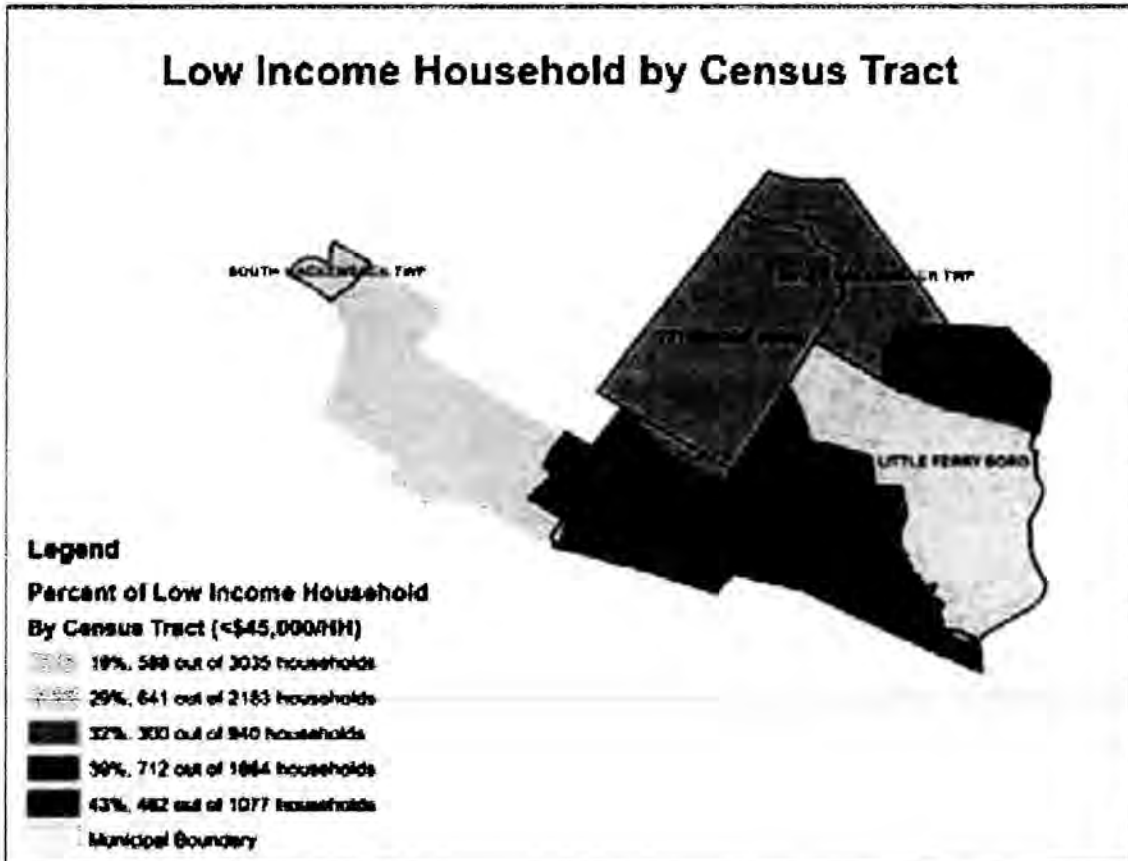 Low Income Household by Census Tract
SOUTH HACKENSACK TWP
TWP
LITTLE FERRY BORO
Legend
Percent of Low Income Household
By Census Tract (<$45,000/HH)
19%, 588 out of 3035 households
29%, 641 out of 2183 households
32%, 300 out of 940 households
39%, 712 out of households
43%, 462 out of 1077 households
Municipal Boundary